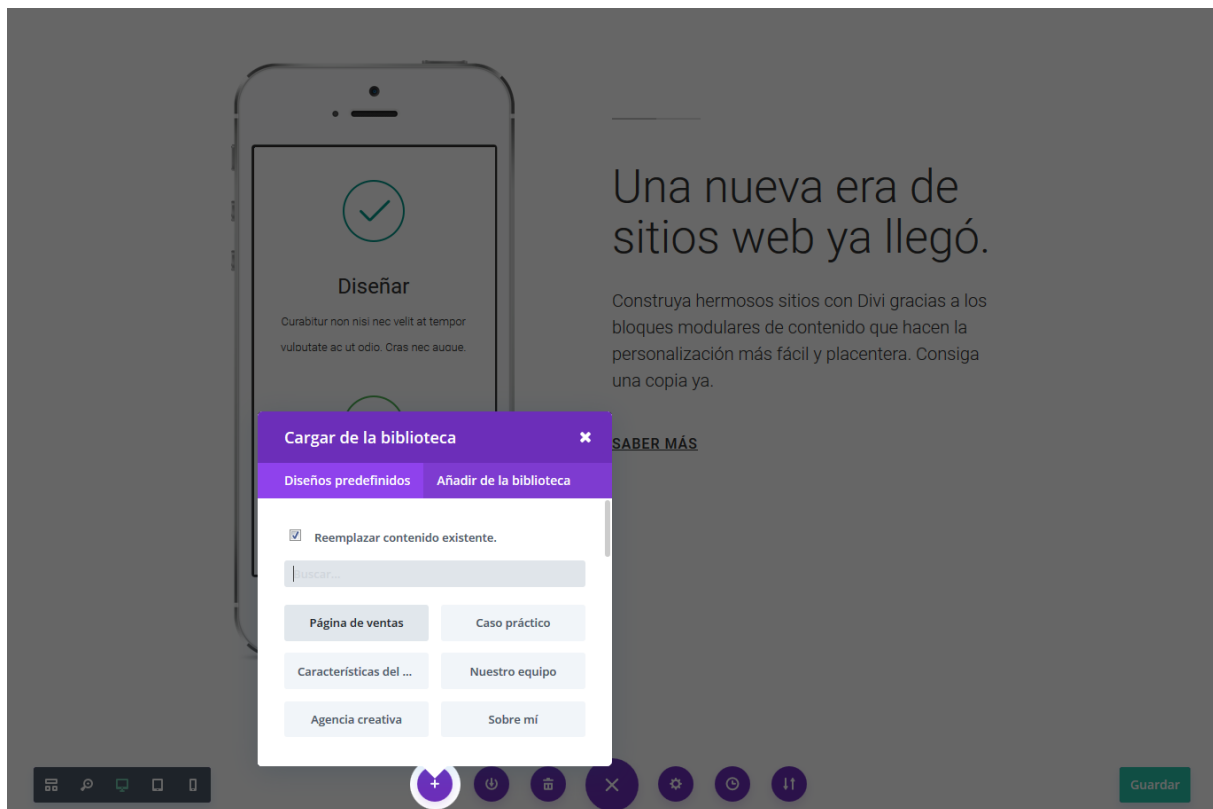 Una nueva era de
sitios web ya llegó.
Construya hermosos sitios con Divi gracias a los
bloques modulares de contenido que hacen la
personalización más fácil y placentera. Consiga
una copia ya.
SABER MÁS
Diseñar
Curabitur non nisi nec velit at tempor
vulputate ac ut odio. Cras nec augue.
Cargar de la biblioteca
Diseños predefinidos Añadir de la biblioteca
Reemplazar contenido existente.
Buscar...
Página de ventas Caso práctico
Características del ... Nuestro equipo
Agencia creativa Sobre mí
Guardar